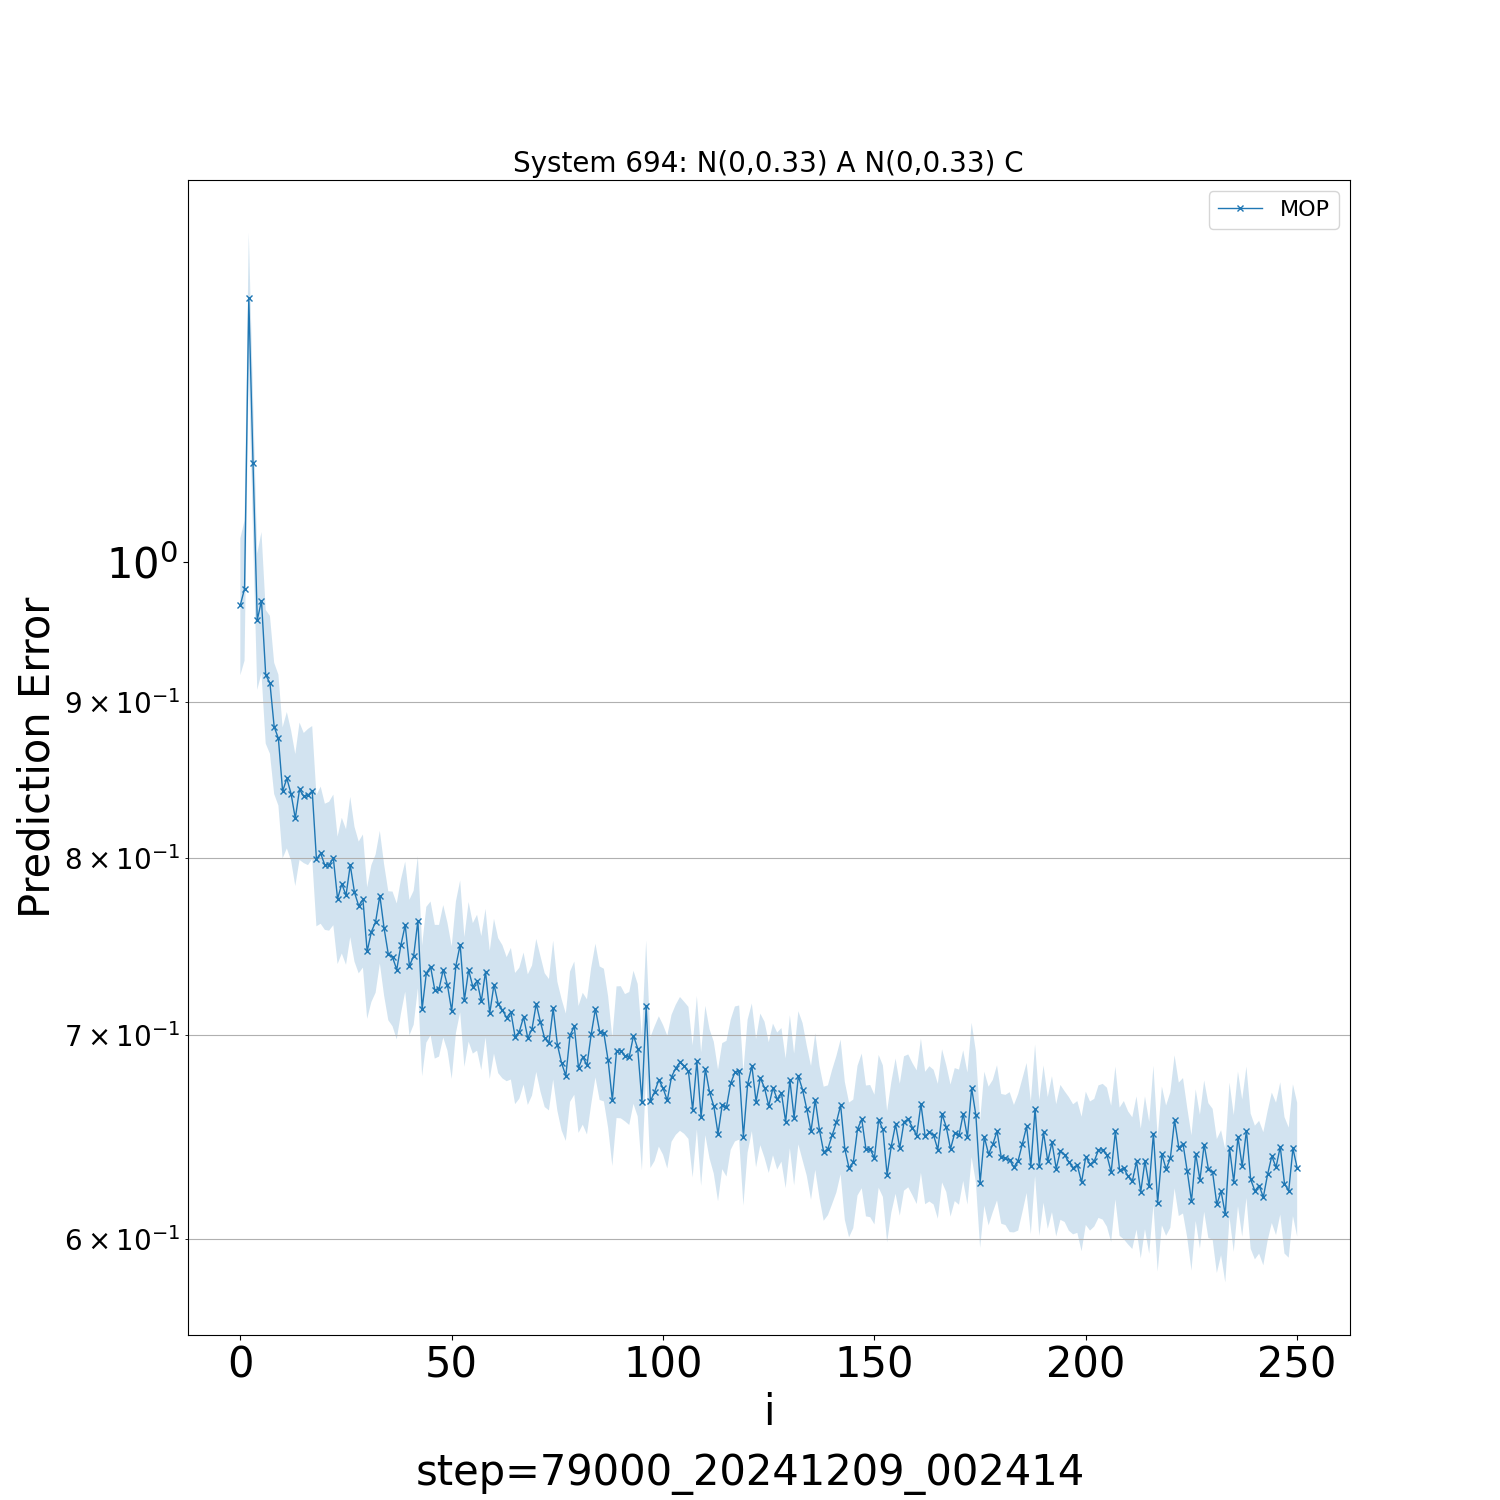 System 694: N(0,0.33) A N(0,0.33) C
MOP
Prediction Error
10⁰
9 × 10⁻¹
8 × 10⁻¹
7 × 10⁻¹
6 × 10⁻¹
0 50 100 150 200 250
i
step=79000_20241209_002414